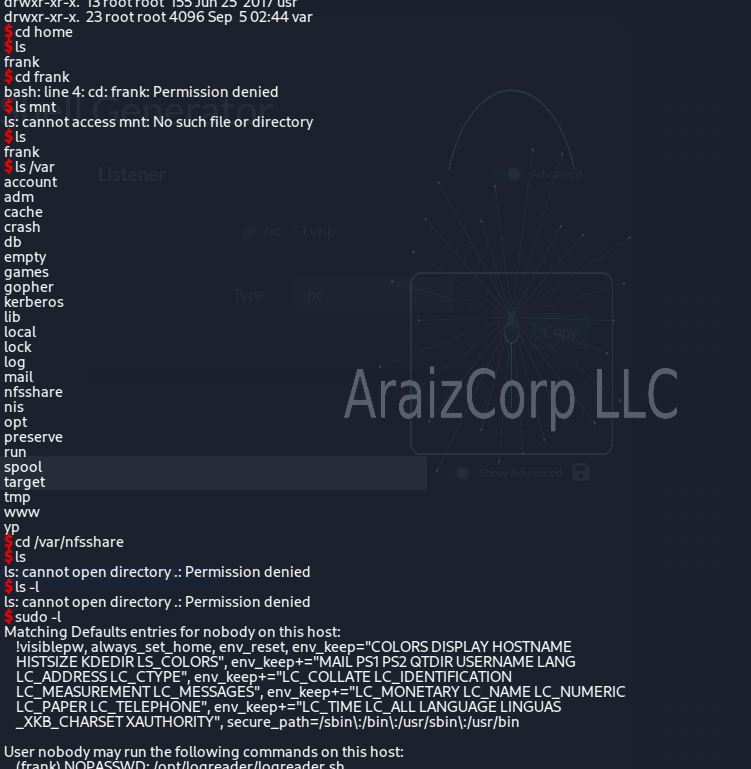 drwxr-xr-x. 13 root root 155 Jun 25 2017 usr
drwxr-xr-x. 23 root root 4096 Sep 5 02:44 var
$ cd home
$ ls
frank
$ cd frank
bash: line 4: cd: frank: Permission denied
$ ls mnt
ls: cannot access mnt: No such file or directory
$ ls
frank
$ ls /var
account
adm
cache
crash
db
empty
games
gopher
kerberos
lib
local
lock
log
mail
nfsshare
nis
opt
preserve
run
spool
target
tmp
www
yp
$ cd /var/nfsshare
$ ls
ls: cannot open directory .: Permission denied
$ ls -l
ls: cannot open directory .: Permission denied
$ sudo -l
Matching Defaults entries for nobody on this host:
!visiblepw, always_set_home, env_reset, env_keep="COLORS DISPLAY HOSTNAME
HISTSIZE KDEDIR LS_COLORS", env_keep+="MAIL PS1 PS2 QTDIR USERNAME LANG
LC_ADDRESS LC_CTYPE", env_keep+="LC_COLLATE LC_IDENTIFICATION
LC_MEASUREMENT LC_MESSAGES", env_keep+="LC_MONETARY LC_NAME LC_NUMERIC
LC_PAPER LC_TELEPHONE", env_keep+="LC_TIME LC_ALL LANGUAGE LINGUAS
_XKB_CHARSET XAUTHORITY", secure_path=/sbin\:/bin\:/usr/sbin\:/usr/bin
User nobody may run the following commands on this host:
(frank) NOPASSWD: /opt/logreader/logreader.sh
Generator
Listener
Advanced
nc -lvnp
Type
nc
Copy
AraizCorp LLC
Show Advanced